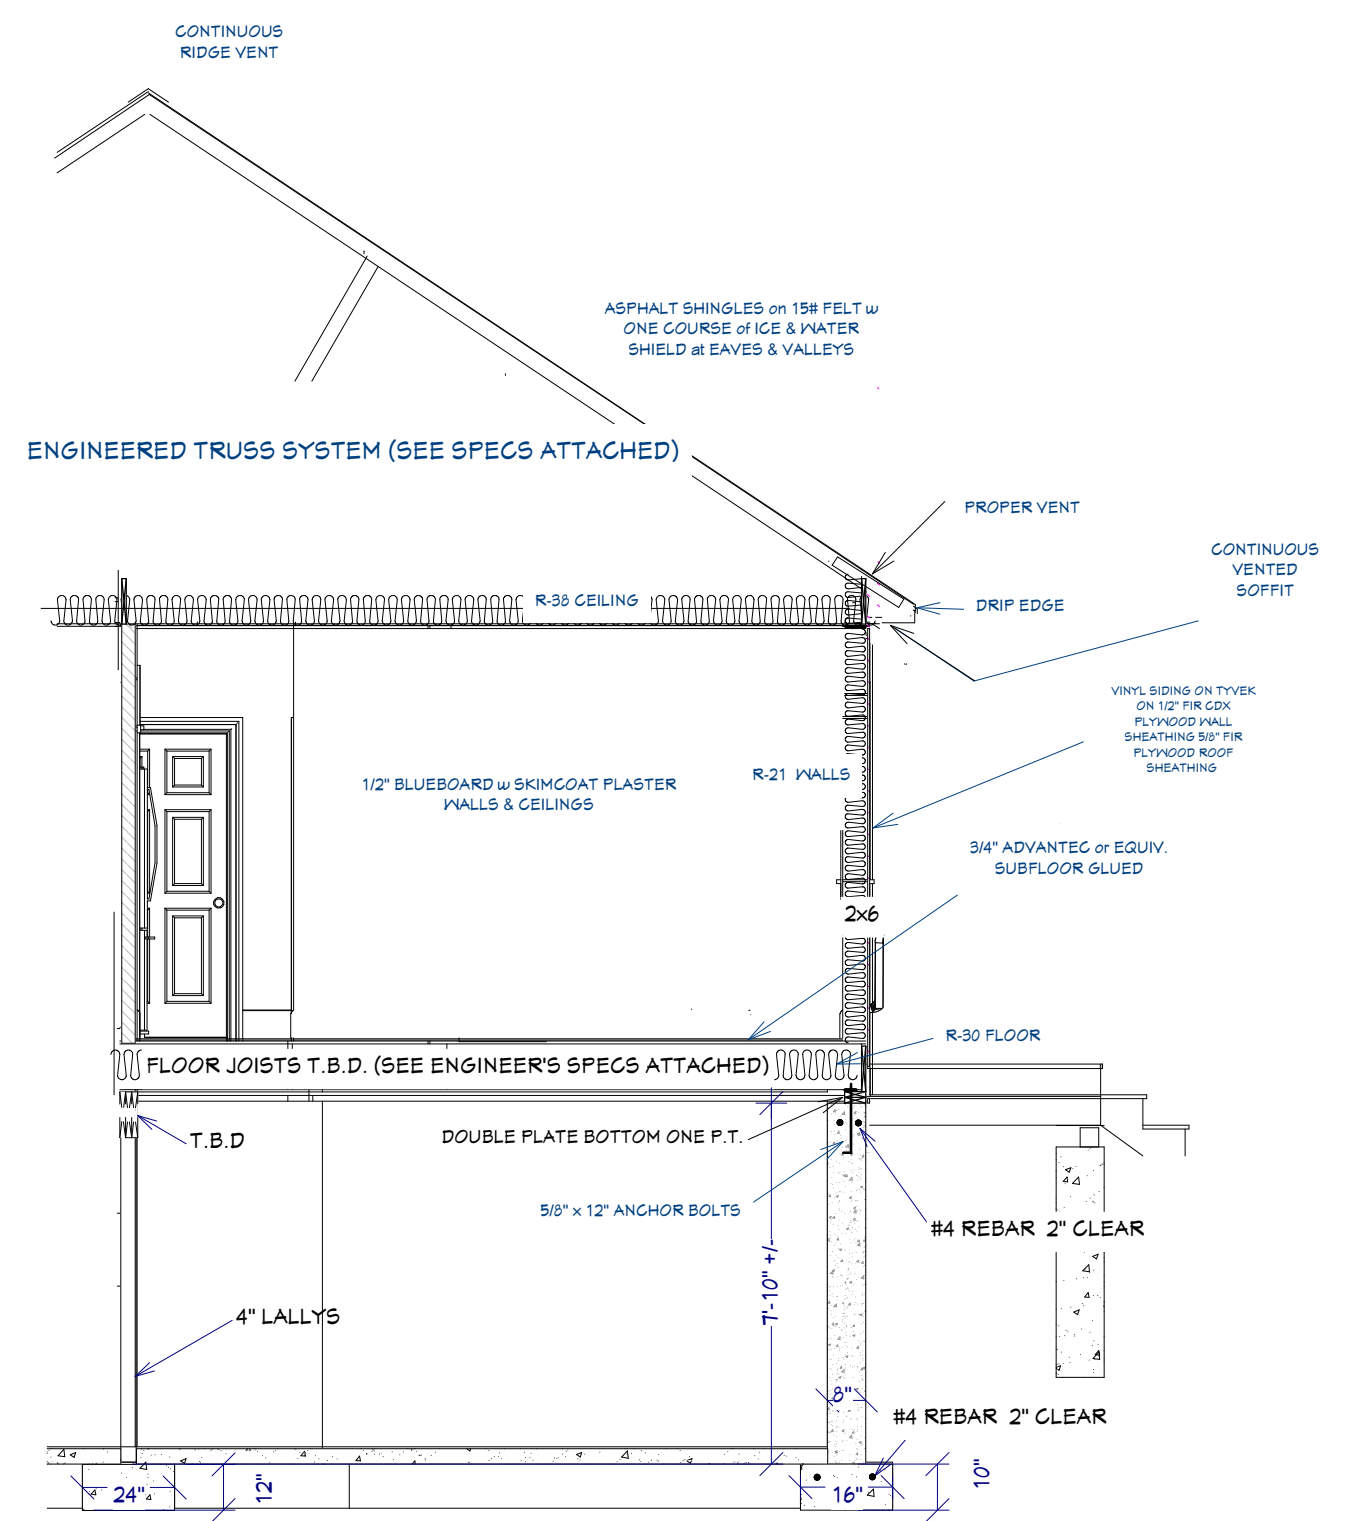 CONTINUOUS
RIDGE VENT
ASPHALT SHINGLES on 15# FELT w
ONE COURSE of ICE & WATER
SHIELD at EAVES & VALLEYS
ENGINEERED TRUSS SYSTEM (SEE SPECS ATTACHED)
PROPER VENT
CONTINUOUS
VENTED
SOFFIT
R-38 CEILING
DRIP EDGE
VINYL SIDING ON TYVEK
ON 1/2" FIR CDX
PLYWOOD WALL
SHEATHING 5/8" FIR
PLYWOOD ROOF
SHEATHING
R-21 WALLS
1/2" BLUEBOARD w SKIMCOAT PLASTER
WALLS & CEILINGS
3/4" ADVANTEC or EQUIV.
SUBFLOOR GLUED
2x6
R-30 FLOOR
FLOOR JOISTS T.B.D. (SEE ENGINEER'S SPECS ATTACHED)
T.B.D
DOUBLE PLATE BOTTOM ONE P.T.
5/8" x 12" ANCHOR BOLTS
#4 REBAR 2" CLEAR
7'-10" +/-
4" LALLYS
8"
#4 REBAR 2" CLEAR
24"
12"
16"
10"